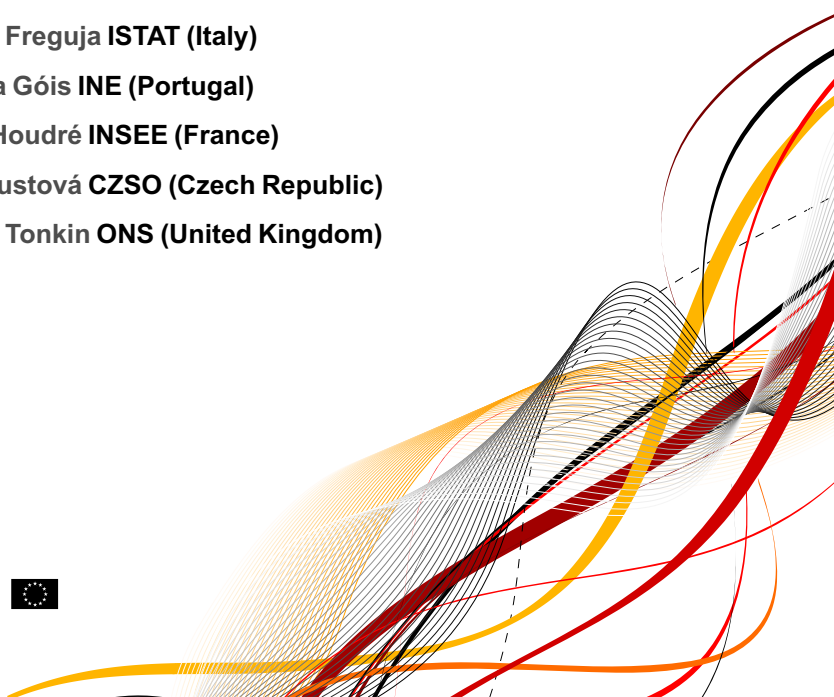 Freguja ISTAT (Italy)
a Góis INE (Portugal)
Houdré INSEE (France)
ustová CZSO (Czech Republic)
Tonkin ONS (United Kingdom)